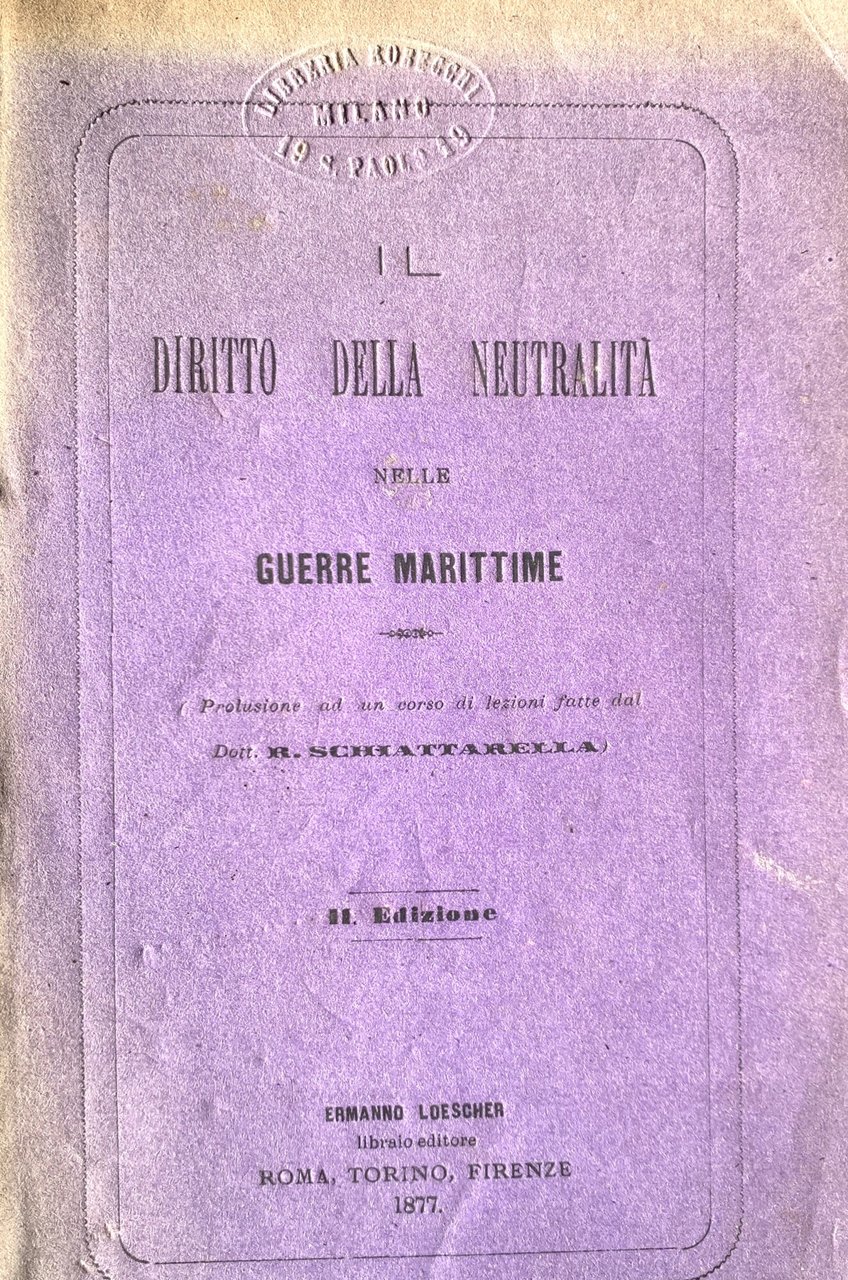 LIBRERIA ROBECCHI
MILANO
19 S. PAOLO 19
IL
DIRITTO DELLA NEUTRALITÀ
NELLE
GUERRE MARITTIME
( Prolusione ad un corso di lezioni fatte dal
Dott. R. SCHIATTARELLA)
II. Edizione
ERMANNO LOESCHER
libraio editore
ROMA, TORINO, FIRENZE
1877.